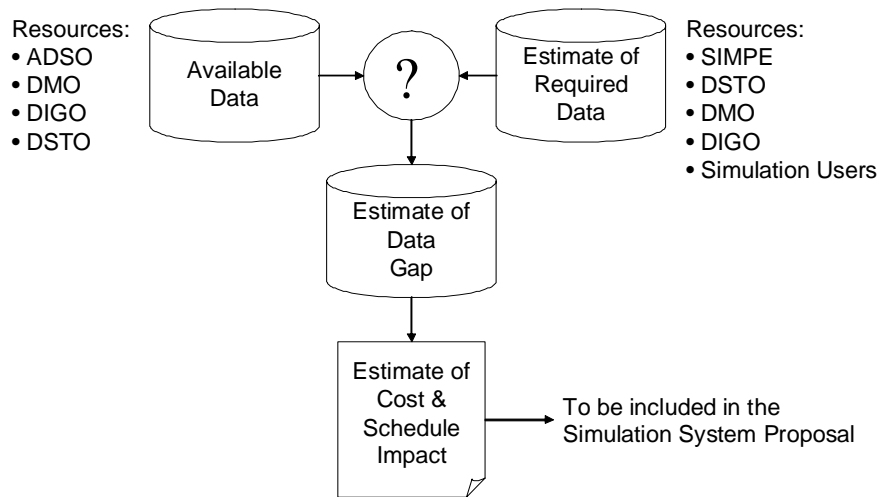 Resources:
• ADSO
• DMO
• DIGO
• DSTO
Available
Data
?
Estimate of
Required
Data
Resources:
• SIMPE
• DSTO
• DMO
• DIGO
• Simulation Users
Estimate of
Data
Gap
Estimate of
Cost &
Schedule
Impact
To be included in the
Simulation System Proposal